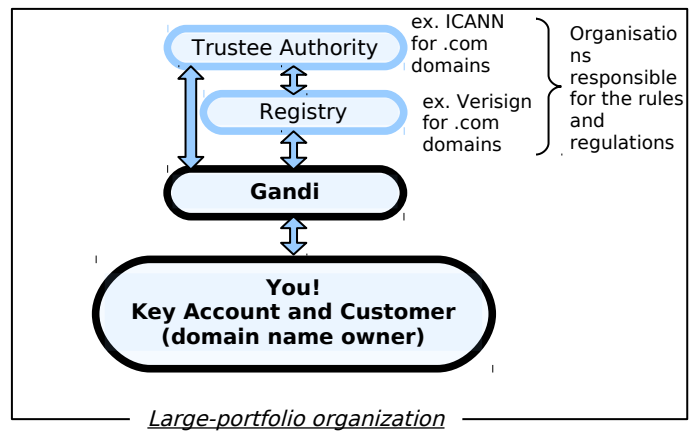 Trustee Authority
ex. ICANN
for .com
domains
Registry
ex. Verisign
for .com
domains
Organisatio
ns
responsible
for the rules
and
regulations
Gandi
You!
Key Account and Customer
(domain name owner)
Large-portfolio organization